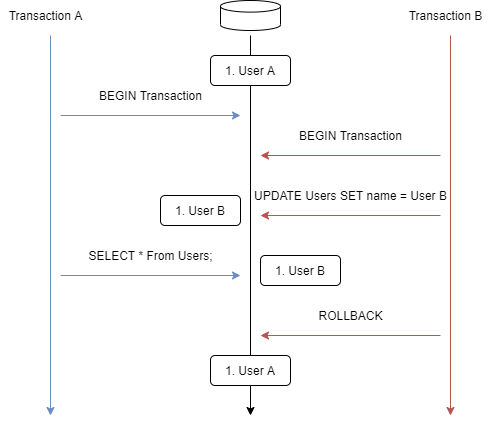 Transaction A
Transaction B
1. User A
BEGIN Transaction
BEGIN Transaction
UPDATE Users SET name = User B
1. User B
SELECT * From Users;
1. User B
ROLLBACK
1. User A